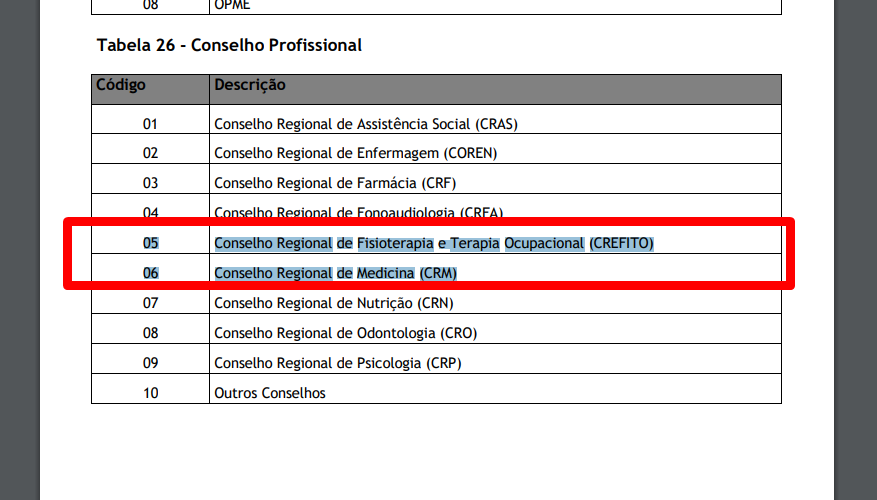 08 OPME
Tabela 26 - Conselho Profissional
Código Descrição
01 Conselho Regional de Assistência Social (CRAS)
02 Conselho Regional de Enfermagem (COREN)
03 Conselho Regional de Farmácia (CRF)
04 Conselho Regional de Fonoaudiologia (CRFA)
05 Conselho Regional de Fisioterapia e Terapia Ocupacional (CREFITO)
06 Conselho Regional de Medicina (CRM)
07 Conselho Regional de Nutrição (CRN)
08 Conselho Regional de Odontologia (CRO)
09 Conselho Regional de Psicologia (CRP)
10 Outros Conselhos